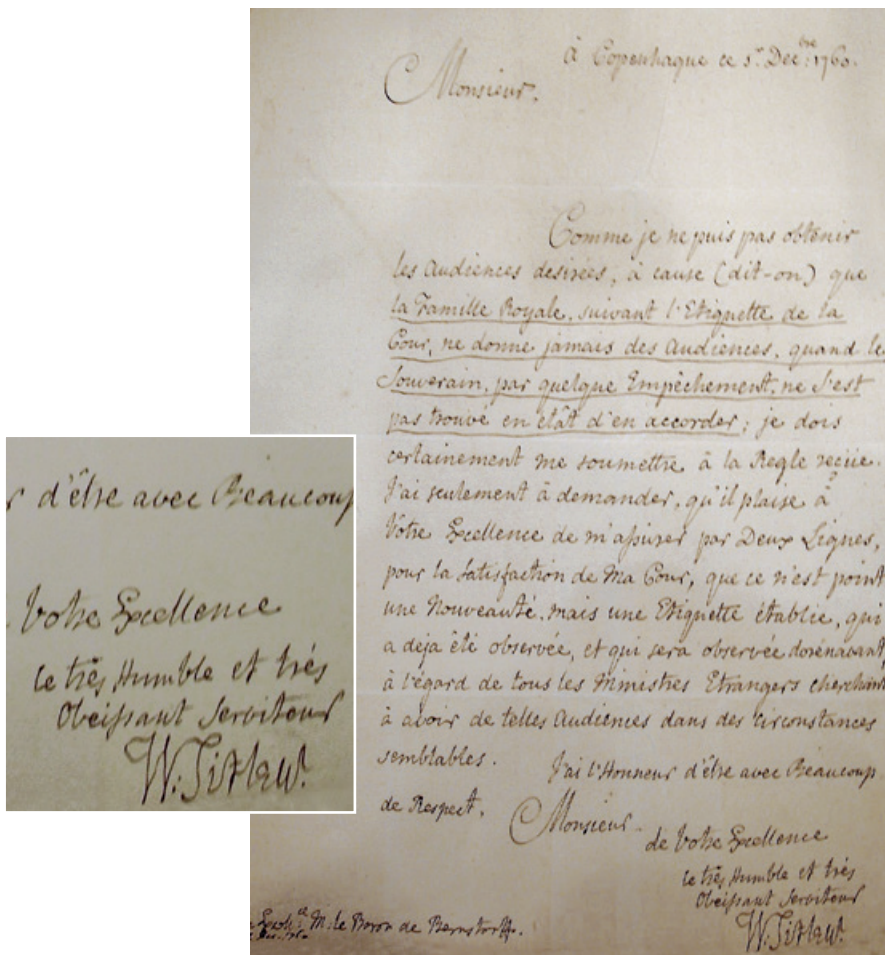 à Copenhague ce 5.e Dec.bre 1760.
Monsieur.
Comme je ne puis pas obtenir
les Audiences desirées, à cause (dit-on) que
la Famille Royale, suivant l'Etiquette de la
Cour, ne donne jamais des Audiences, quand le
Souverain, par quelque Empêchement, ne s'est
pas trouvé en êtât d'en accorder; je dois
certainement me soumettre à la Regle reçüe.
J'ai seulement à demander, qu'il plaise à
Votre Excellence de m'assurer par Deux Lignes,
pour la Satisfaction de Ma Cour, que ce n'est point
une Nouveauté, mais une Etiquette établie, qui
a deja êté observée, et qui sera observée dorénavant,
à l'égard de tous les Ministres Etrangers cherchant
à avoir de telles Audiences dans des Circonstances
semblables.
J'ai l'Honneur d'être avec Beaucoup
de Respect,
Monsieur.
de Votre Excellence
le très Humble et très
Obeissant Serviteur
W. Titley.
M. le Baron de Bernstorff.
d'être avec Beaucoup
Votre Excellence
le très Humble et très
Obeissant Serviteur
W. Titley.